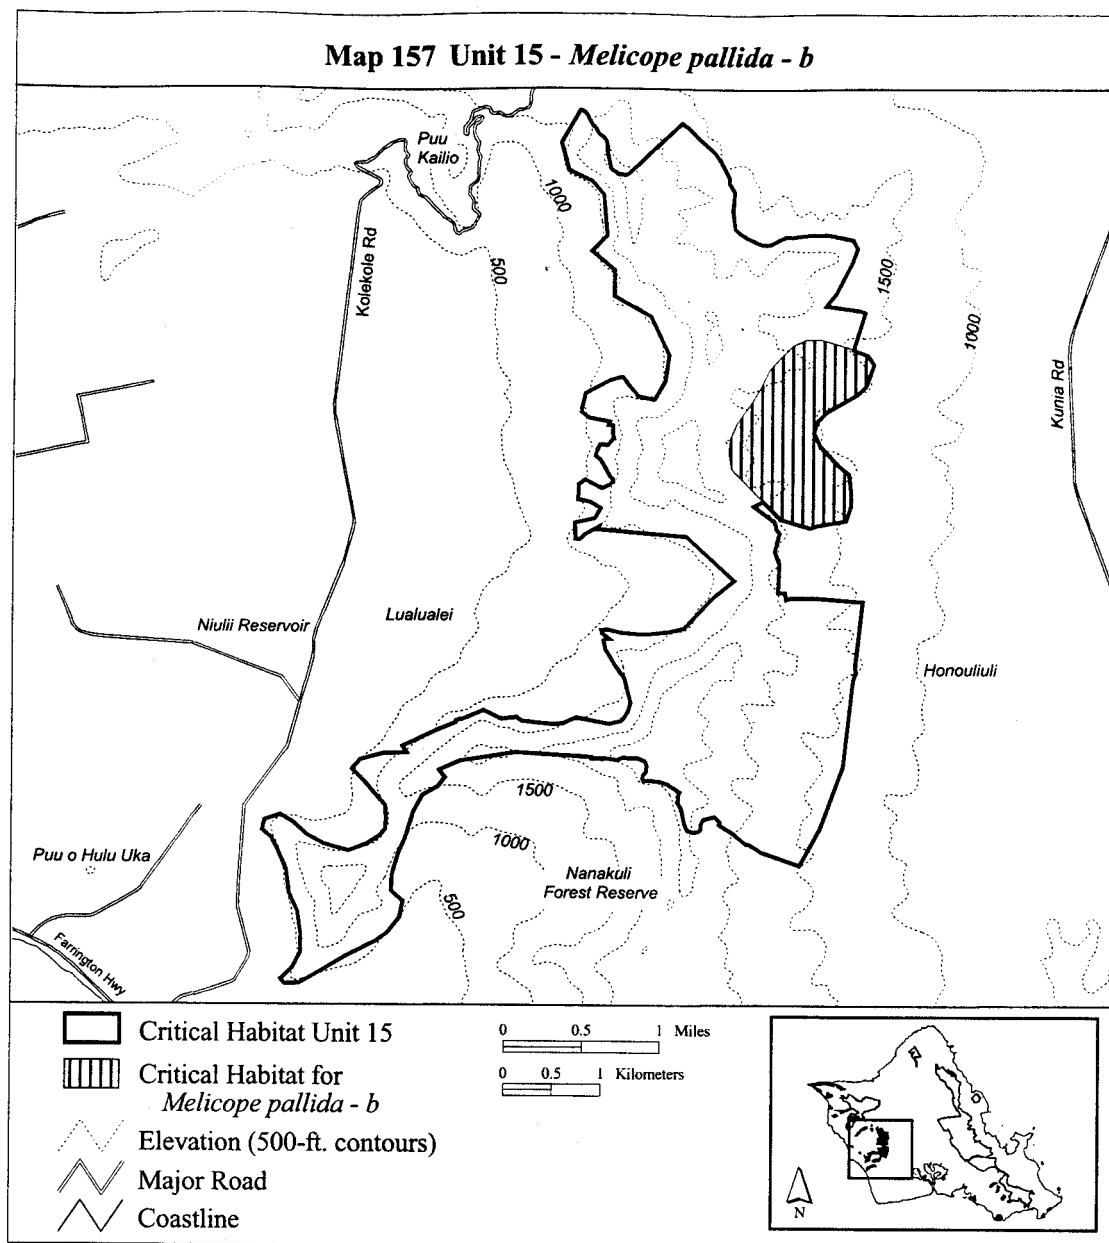 Map 157 Unit 15 - Melicope pallida - b
Puu
Kailio
1000
Kolekole Rd
500
1500
1000
Kunia Rd
Niulii Reservoir
Lualualei
Honouliuli
1500
1000
Puu o Hulu Uka
Nanakuli
Forest Reserve
500
Farrington Hwy
Critical Habitat Unit 15
Critical Habitat for
Melicope pallida - b
Elevation (500-ft. contours)
Major Road
Coastline
0 0.5 1 Miles
0 0.5 1 Kilometers
N